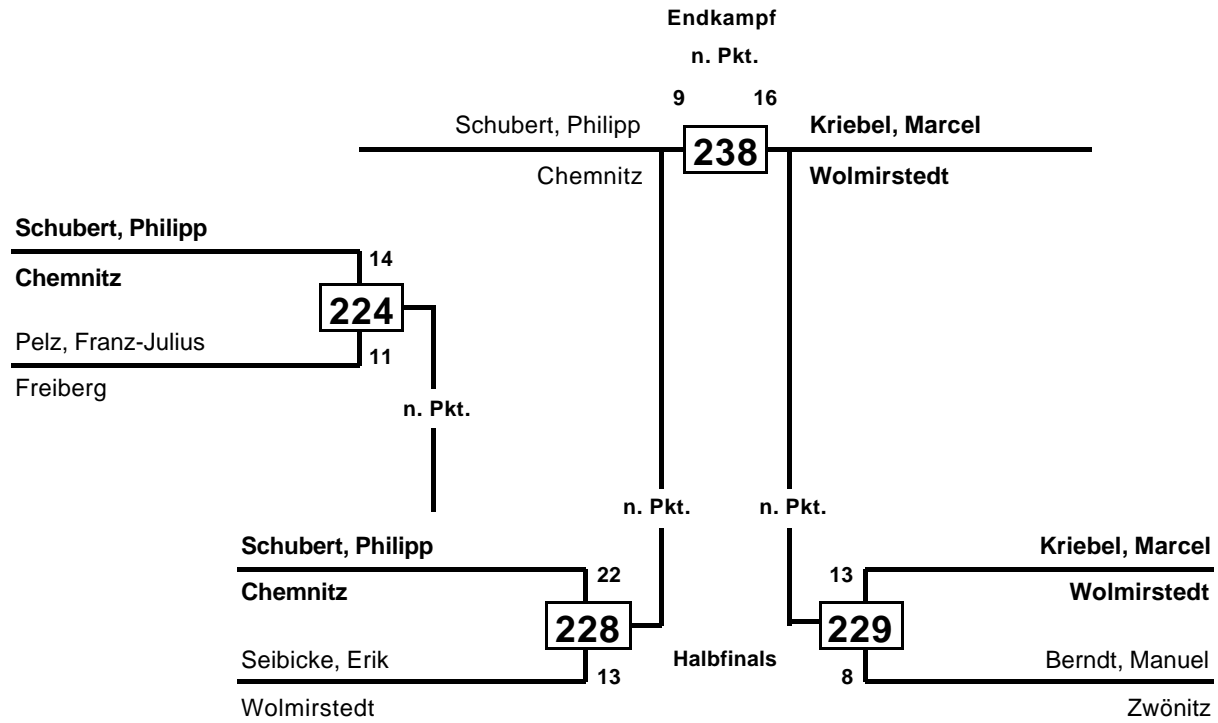 Endkampf
n. Pkt.
9 16
Schubert, Philipp 238 Kriebel, Marcel
Chemnitz Wolmirstedt
Schubert, Philipp
14
Chemnitz
224
Pelz, Franz-Julius
11
Freiberg
n. Pkt.
n. Pkt. n. Pkt.
Schubert, Philipp Kriebel, Marcel
22 13
Chemnitz Wolmirstedt
228 229
Seibicke, Erik Halbfinals Berndt, Manuel
13 8
Wolmirstedt Zwönitz